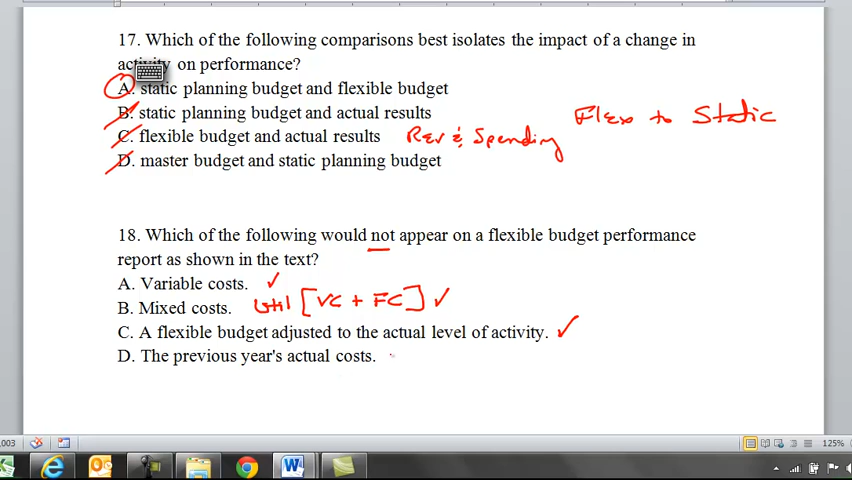 17. Which of the following comparisons best isolates the impact of a change in
activity on performance?
A. static planning budget and flexible budget
B. static planning budget and actual results
Flex to Static
C. flexible budget and actual results Rev & Spending
D. master budget and static planning budget
18. Which of the following would not appear on a flexible budget performance
report as shown in the text?
A. Variable costs. ✓
B. Mixed costs. Util [VC + FC] ✓
C. A flexible budget adjusted to the actual level of activity. ✓
D. The previous year's actual costs.
,003
125%